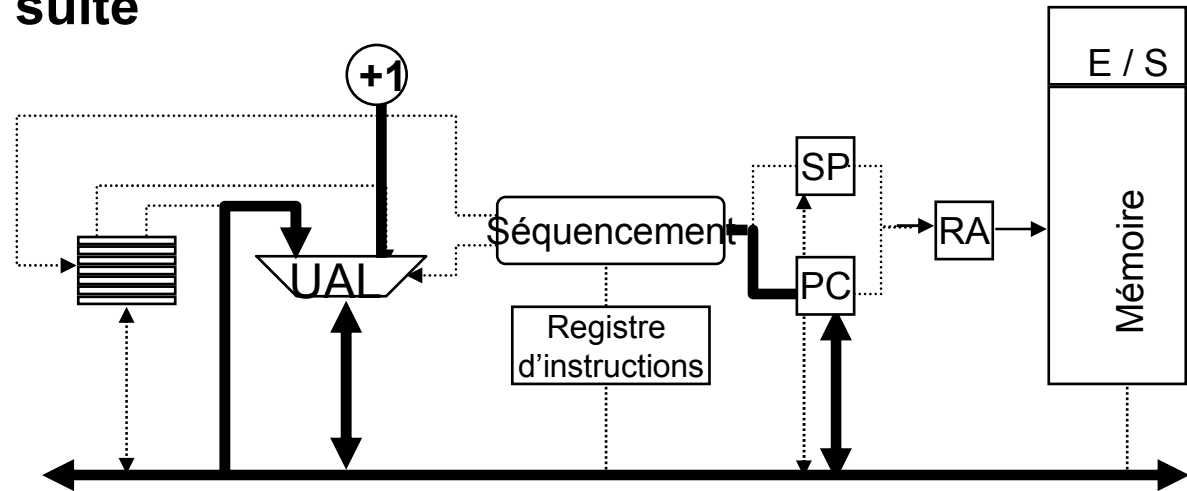 suite
E / S
+1
SP
Séquencement
RA
UAL
PC
Mémoire
Registre
d'instructions